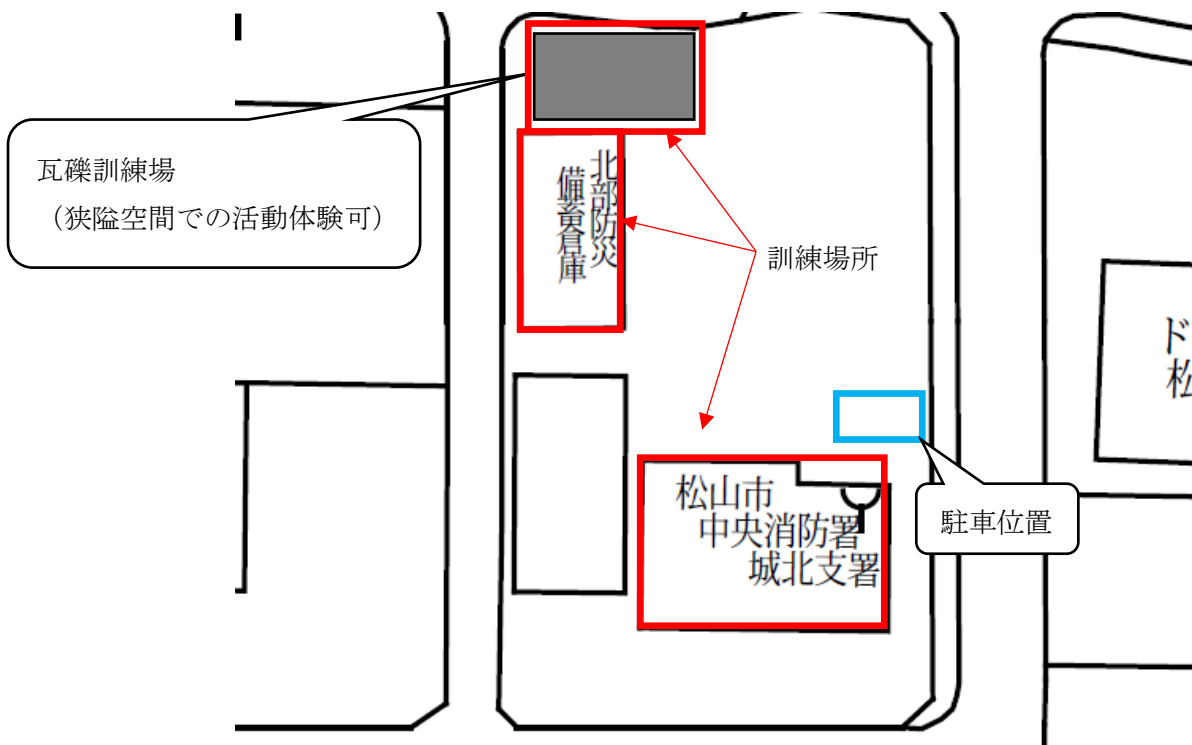 瓦礫訓練場
（狭隘空間での活動体験可）
北部防災
備蓄倉庫
訓練場所
松山市
中央消防署
城北支署
駐車位置
ド
松